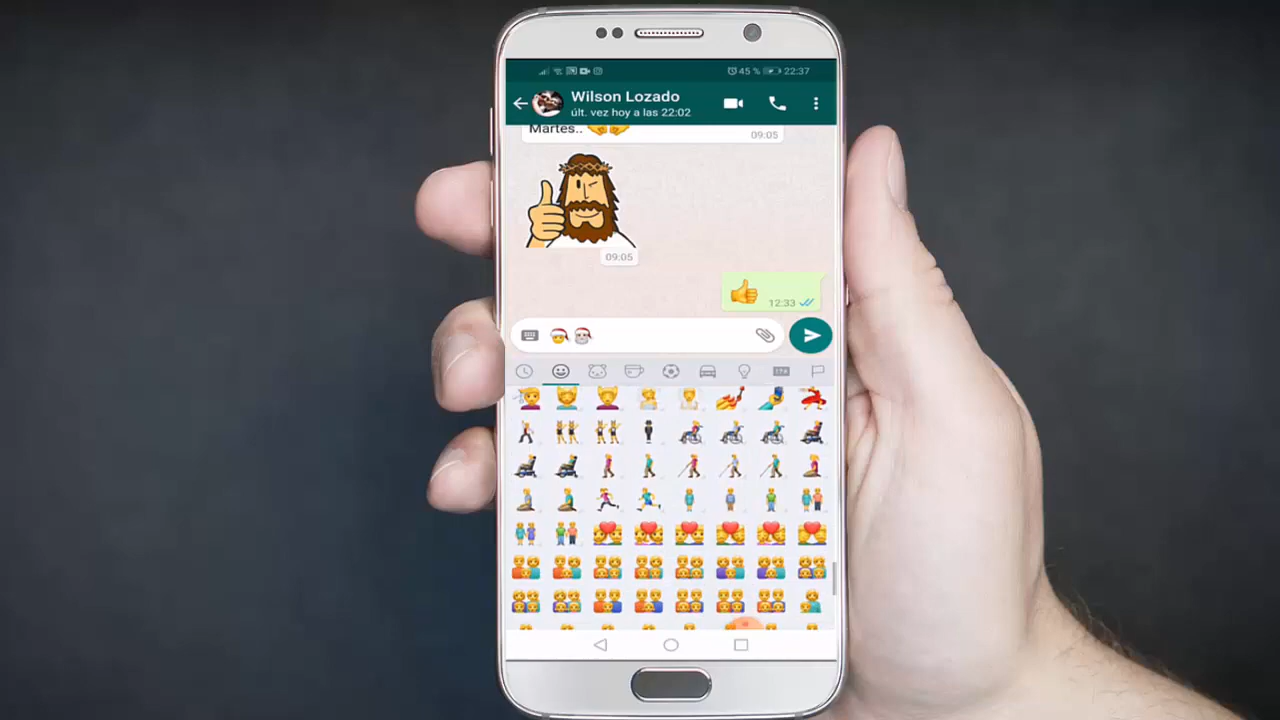 45 % 22:37
Wilson Lozado
últ. vez hoy a las 22:02
Martes..
09:05
09:05
12:33